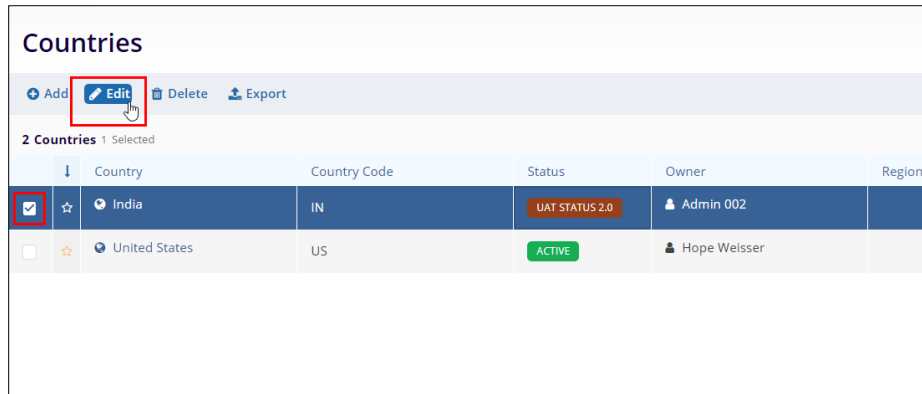 Countries
Add Edit Delete Export
2 Countries 1 Selected
Country Country Code Status Owner Region
India IN UAT STATUS 2.0 Admin 002
United States US ACTIVE Hope Weisser